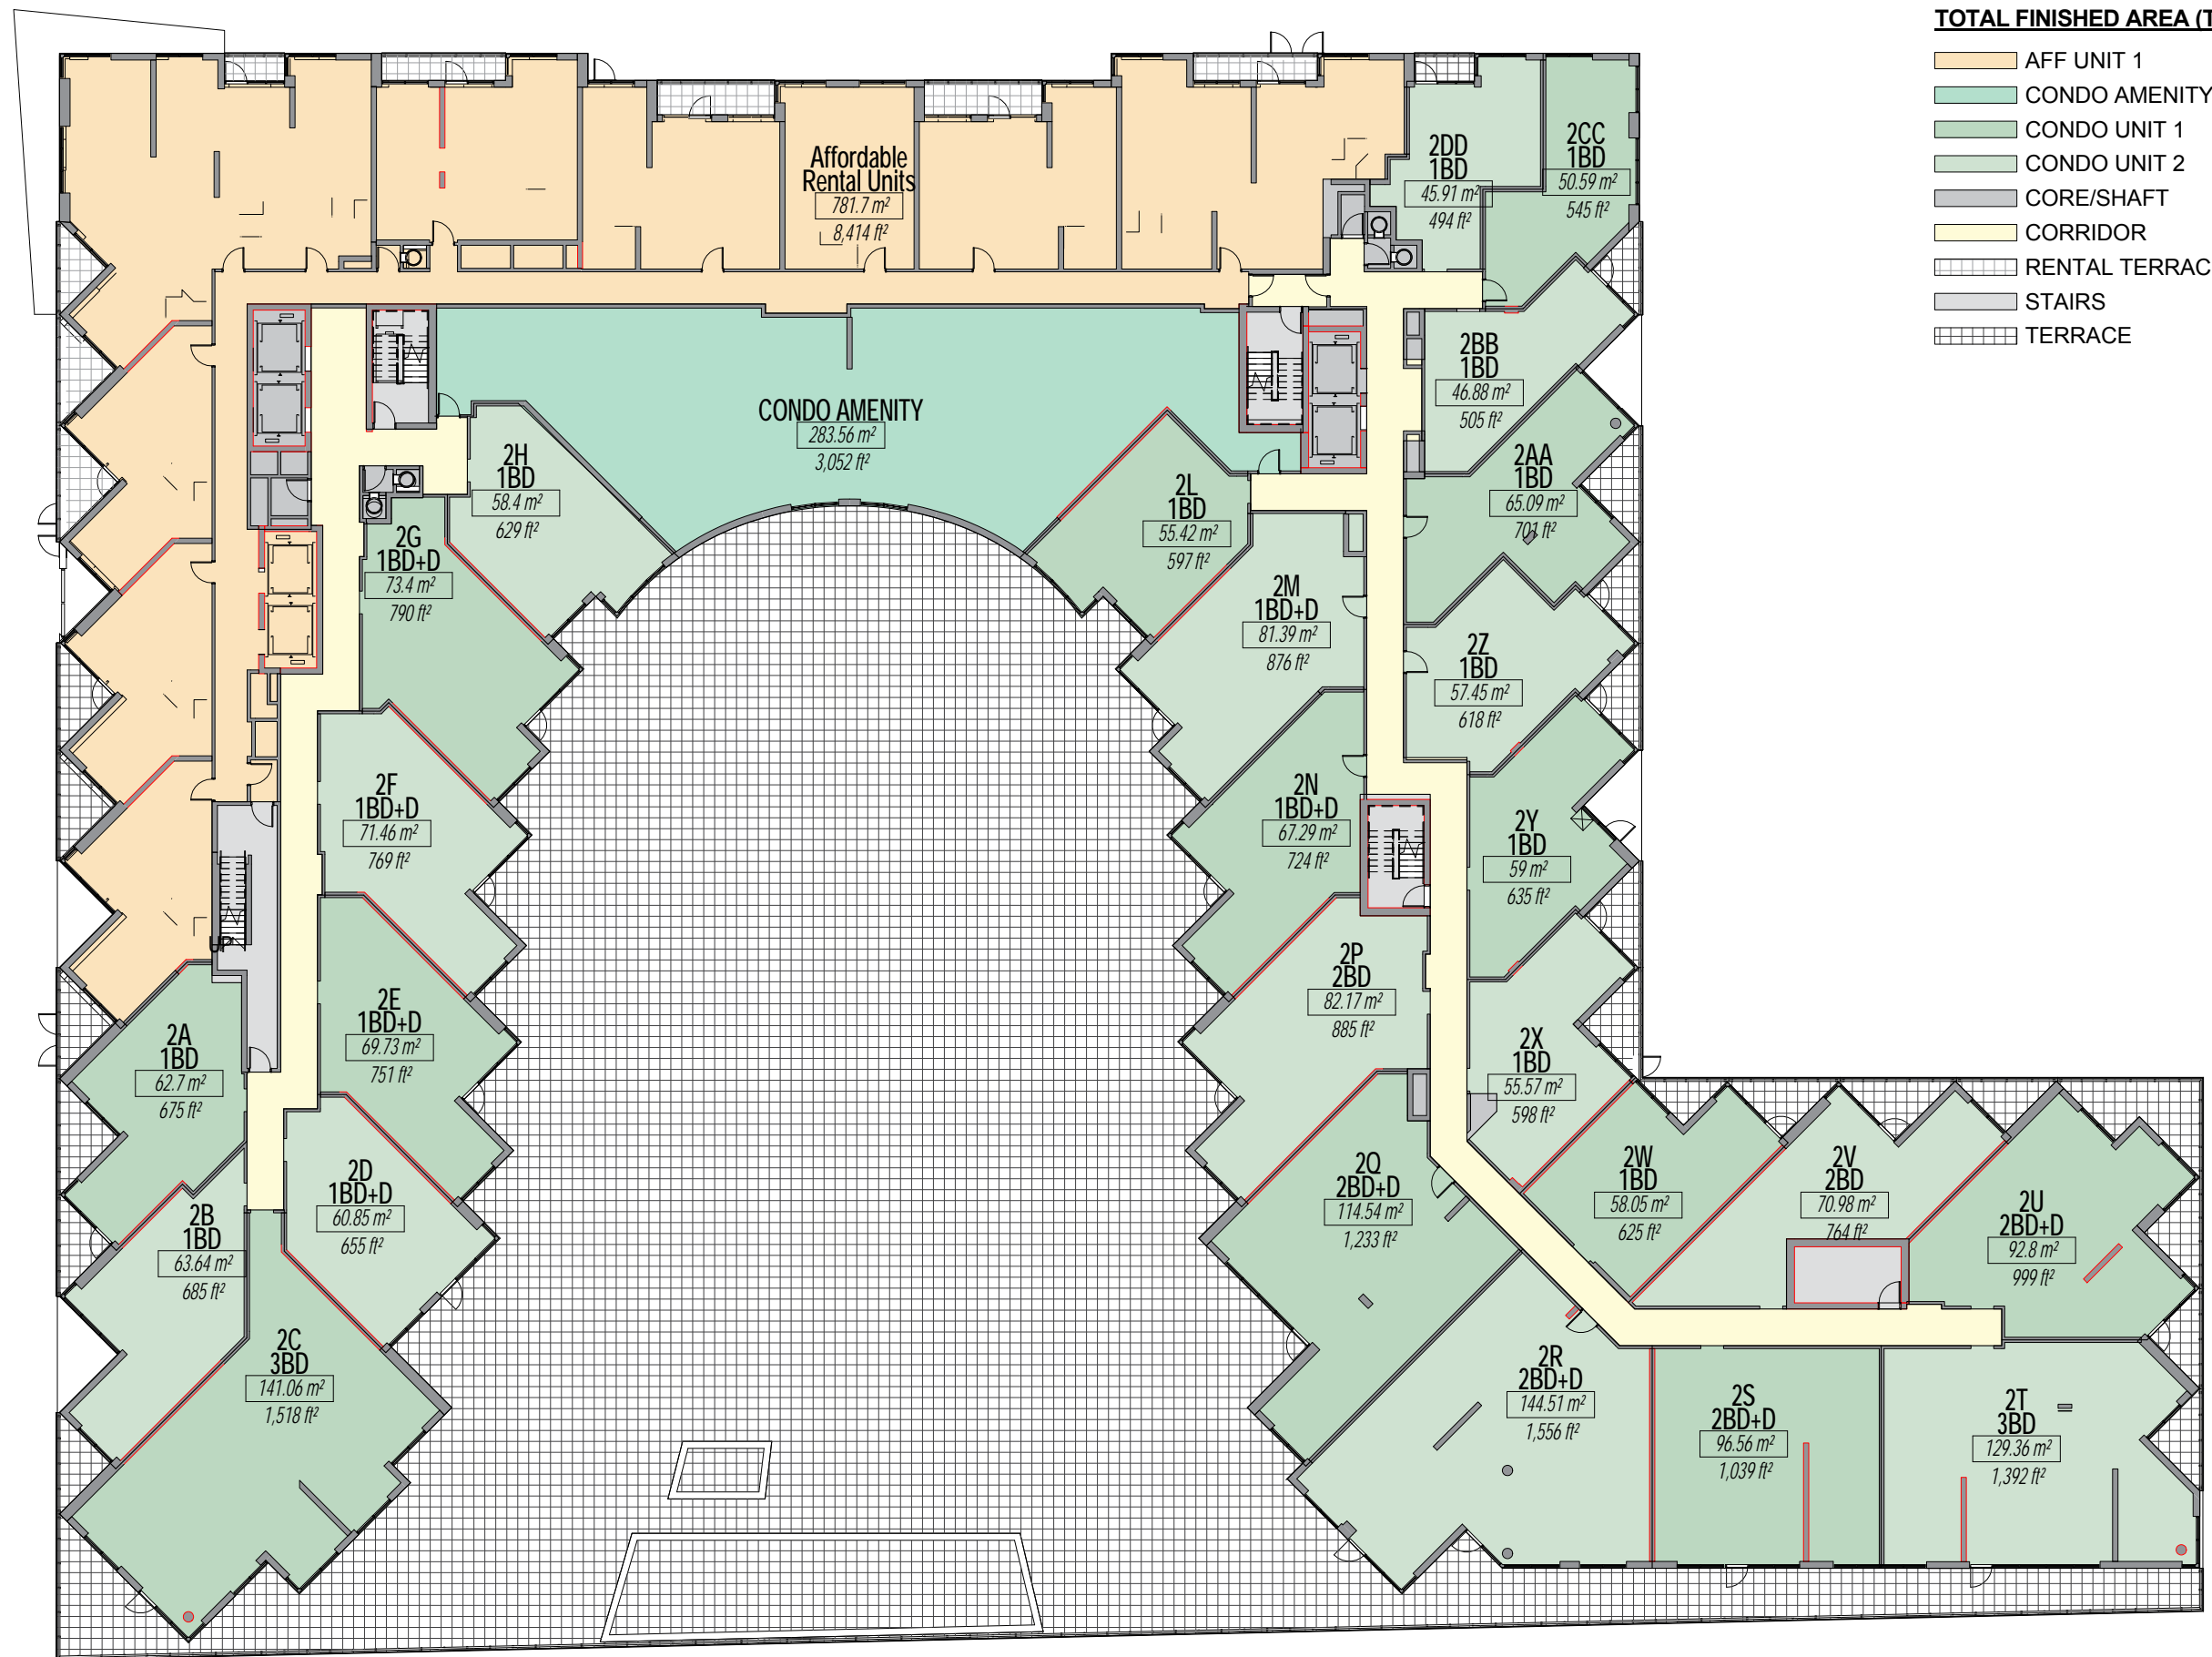 TOTAL FINISHED AREA (T
AFF UNIT 1
CONDO AMENITY
CONDO UNIT 1
CONDO UNIT 2
CORE/SHAFT
CORRIDOR
RENTAL TERRAC
STAIRS
TERRACE
Affordable
Rental Units
781.7 m²
8,414 ft²
2DD
1BD
45.91 m²
494 ft²
2CC
1BD
50.59 m²
545 ft²
2BB
1BD
46.88 m²
505 ft²
CONDO AMENITY
283.56 m²
3,052 ft²
2H
1BD
58.4 m²
629 ft²
2L
1BD
55.42 m²
597 ft²
2AA
1BD
65.09 m²
701 ft²
2G
1BD+D
73.4 m²
790 ft²
2M
1BD+D
81.39 m²
876 ft²
2Z
1BD
57.45 m²
618 ft²
2F
1BD+D
71.46 m²
769 ft²
2N
1BD+D
67.29 m²
724 ft²
2Y
1BD
59 m²
635 ft²
UP
2E
1BD+D
69.73 m²
751 ft²
2P
2BD
82.17 m²
885 ft²
2A
1BD
62.7 m²
675 ft²
2X
1BD
55.57 m²
598 ft²
2D
1BD+D
60.85 m²
655 ft²
2Q
2BD+D
114.54 m²
1,233 ft²
2W
1BD
58.05 m²
625 ft²
2V
2BD
70.98 m²
764 ft²
2U
2BD+D
92.8 m²
999 ft²
2B
1BD
63.64 m²
685 ft²
2C
3BD
141.06 m²
1,518 ft²
2R
2BD+D
144.51 m²
1,556 ft²
2S
2BD+D
96.56 m²
1,039 ft²
2T
3BD
129.36 m²
1,392 ft²